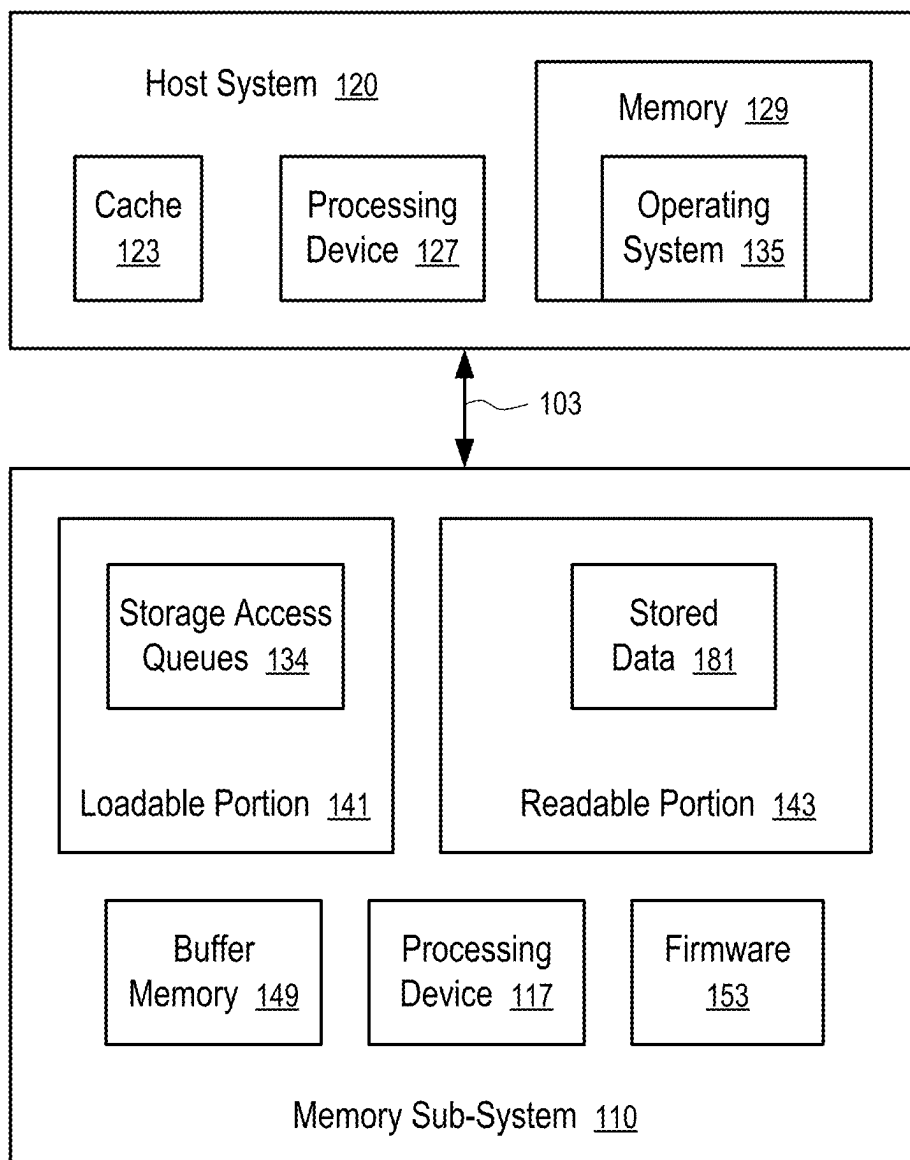 Host System 120
Memory 129
Cache
123
Processing
Device 127
Operating
System 135
103
Storage Access
Queues 134
Loadable Portion 141
Stored
Data 181
Readable Portion 143
Buffer
Memory 149
Processing
Device 117
Firmware
153
Memory Sub-System 110